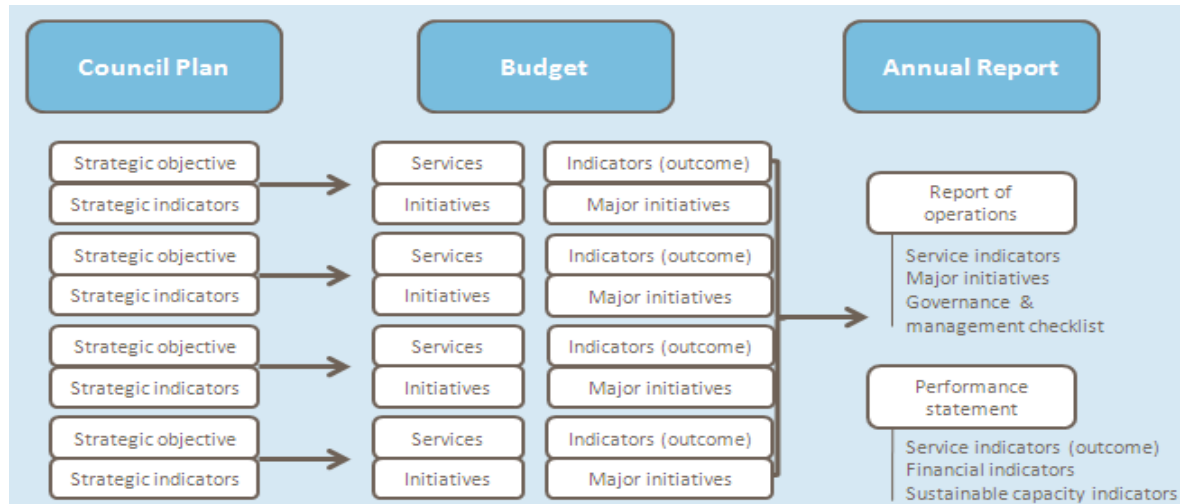 Council Plan
Budget
Annual Report
Strategic objective
Strategic indicators
Strategic objective
Strategic indicators
Strategic objective
Strategic indicators
Strategic objective
Strategic indicators
Services
Initiatives
Services
Initiatives
Services
Initiatives
Services
Initiatives
Indicators (outcome)
Major initiatives
Indicators (outcome)
Major initiatives
Indicators (outcome)
Major initiatives
Indicators (outcome)
Major initiatives
Report of
operations
Service indicators
Major initiatives
Governance &
management checklist
Performance
statement
Service indicators (outcome)
Financial indicators
Sustainable capacity indicators